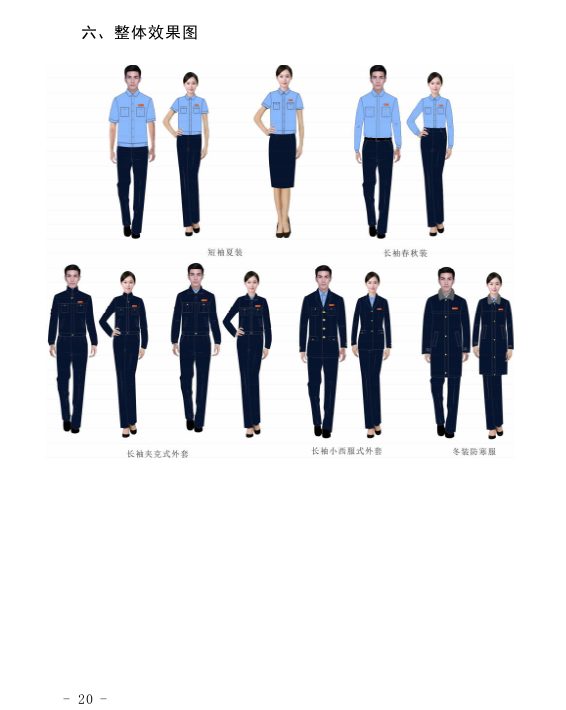 六、整体效果图
短袖夏装
长袖春秋装
长袖夹克式外套
长袖小西服式外套
冬装防寒服
- 20 -